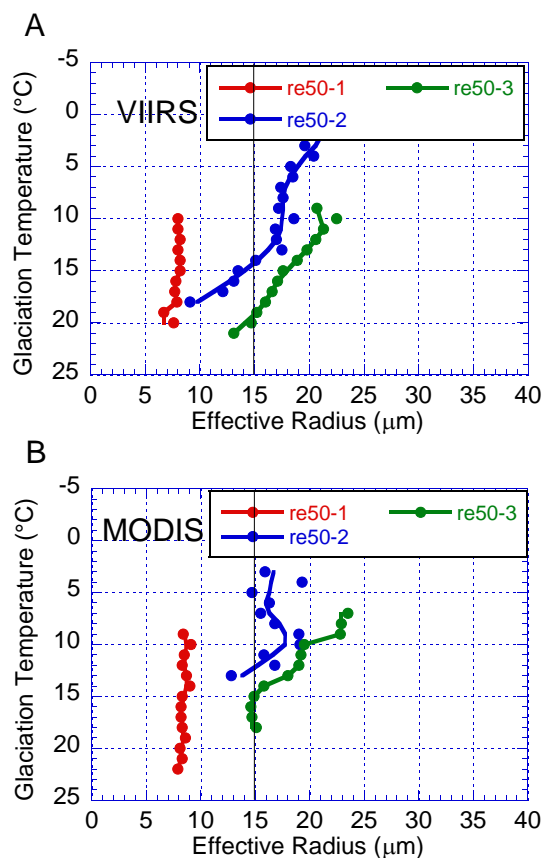 A
-5
0
5
10
15
20
25
Glaciation Temperature (°C)
VIIRS
re50-1
re50-3
re50-2
0 5 10 15 20 25 30 35 40
Effective Radius (μm)
B
-5
0
5
10
15
20
25
Glaciation Temperature (°C)
MODIS
re50-1
re50-3
re50-2
0 5 10 15 20 25 30 35 40
Effective Radius (μm)